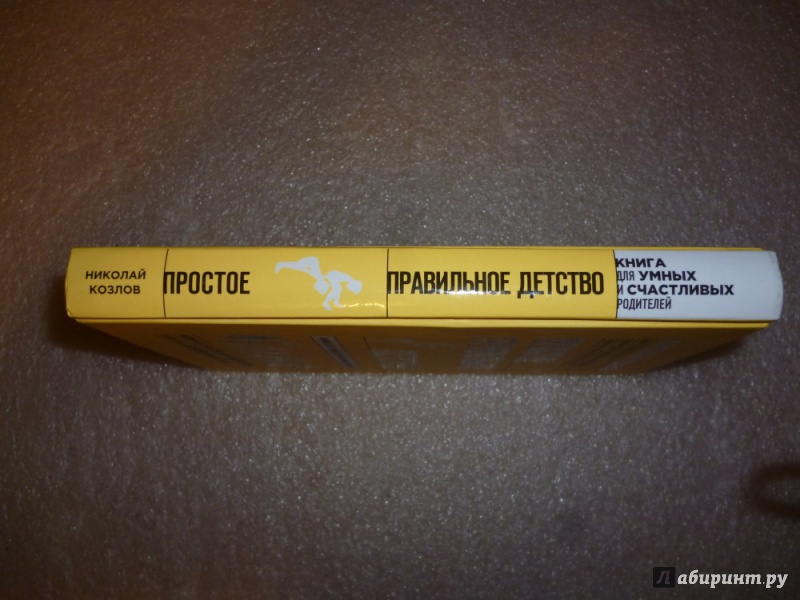 НИКОЛАЙ
КОЗЛОВ
ПРОСТОЕ
ПРАВИЛЬНОЕ ДЕТСТВО
КНИГА
ДЛЯ УМНЫХ
И СЧАСТЛИВЫХ
РОДИТЕЛЕЙ
Лабиринт.ру